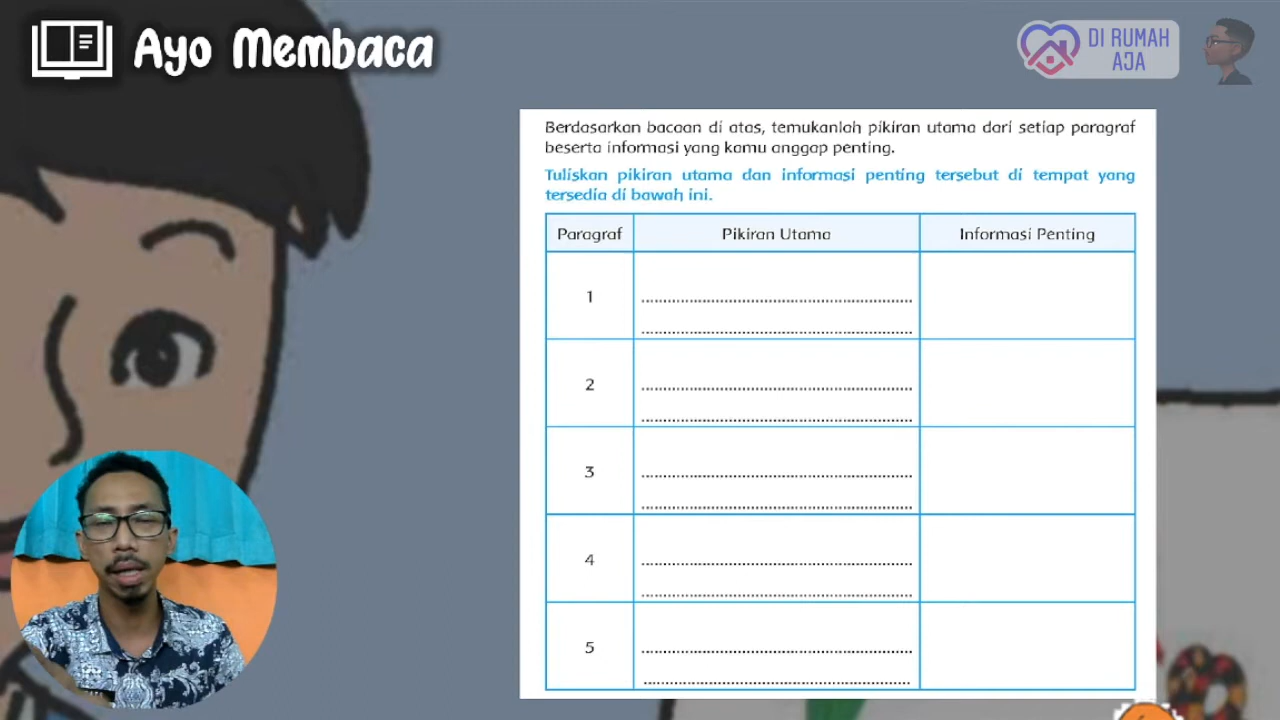 Ayo Membaca
DI RUMAH
AJA
Berdasarkan bacaan di atas, temukanlah pikiran utama dari setiap paragraf
beserta informasi yang kamu anggap penting.
Tuliskan pikiran utama dan informasi penting tersebut di tempat yang
tersedia di bawah ini.
Paragraf Pikiran Utama Informasi Penting
1
2
3
4
5